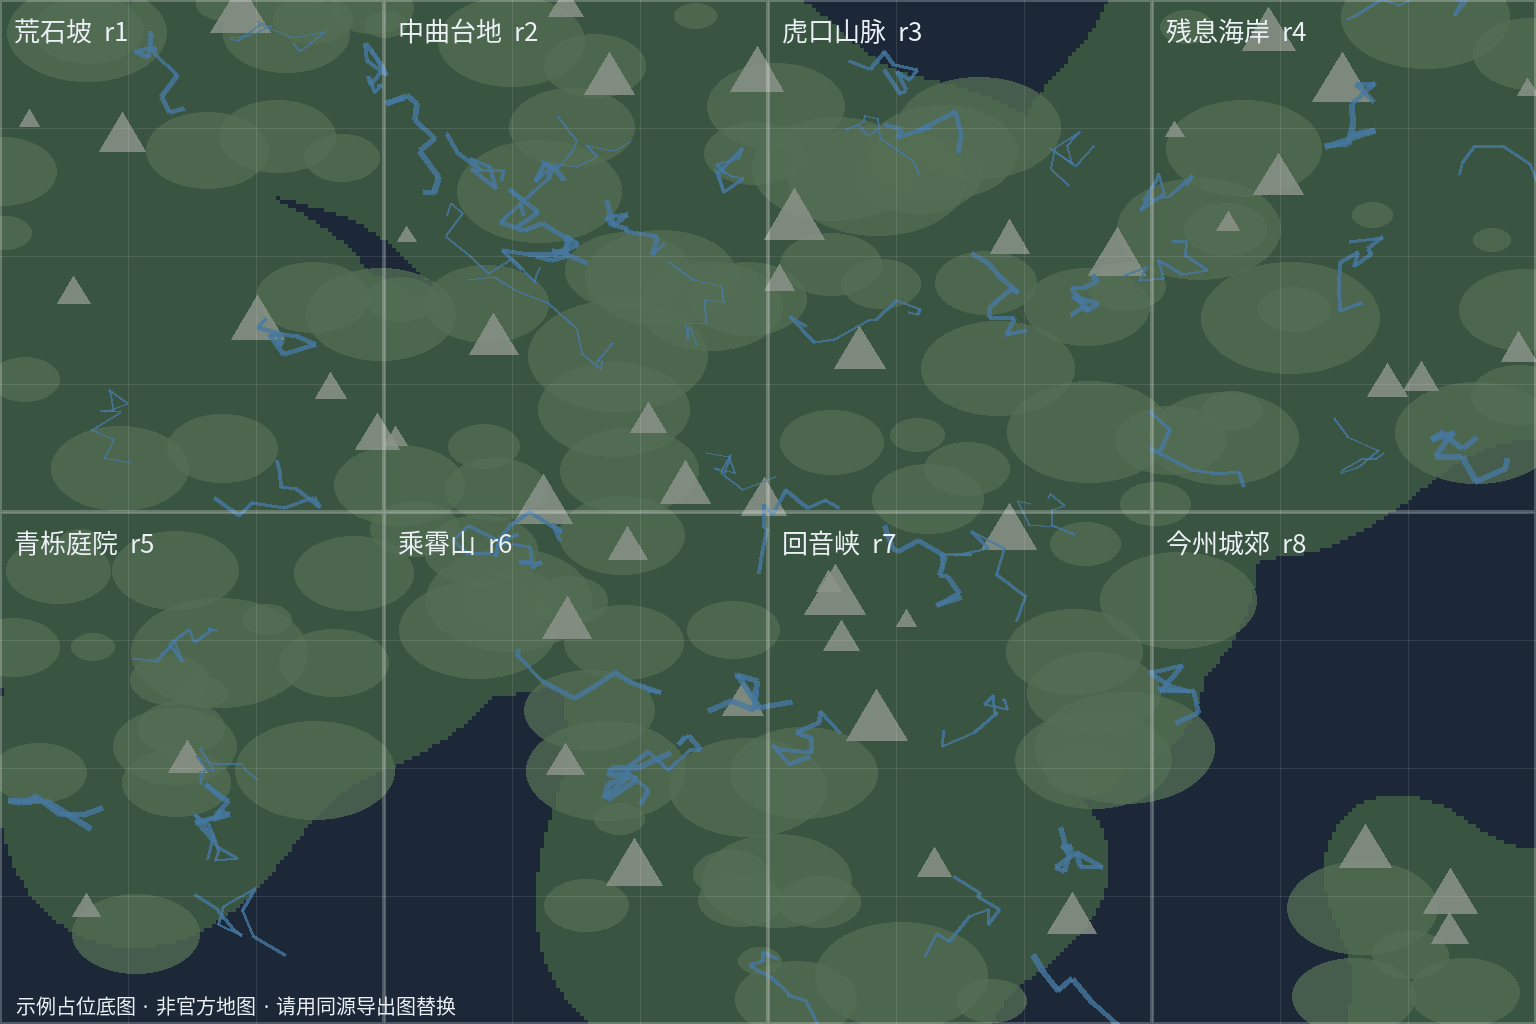 荒石坡 r1
中曲台地 r2
虎口山脉 r3
残息海岸 r4
青栎庭院 r5
乘霄山 r6
回音峡 r7
今州城郊 r8
示例占位底图 · 非官方地图 · 请用同源导出图替换